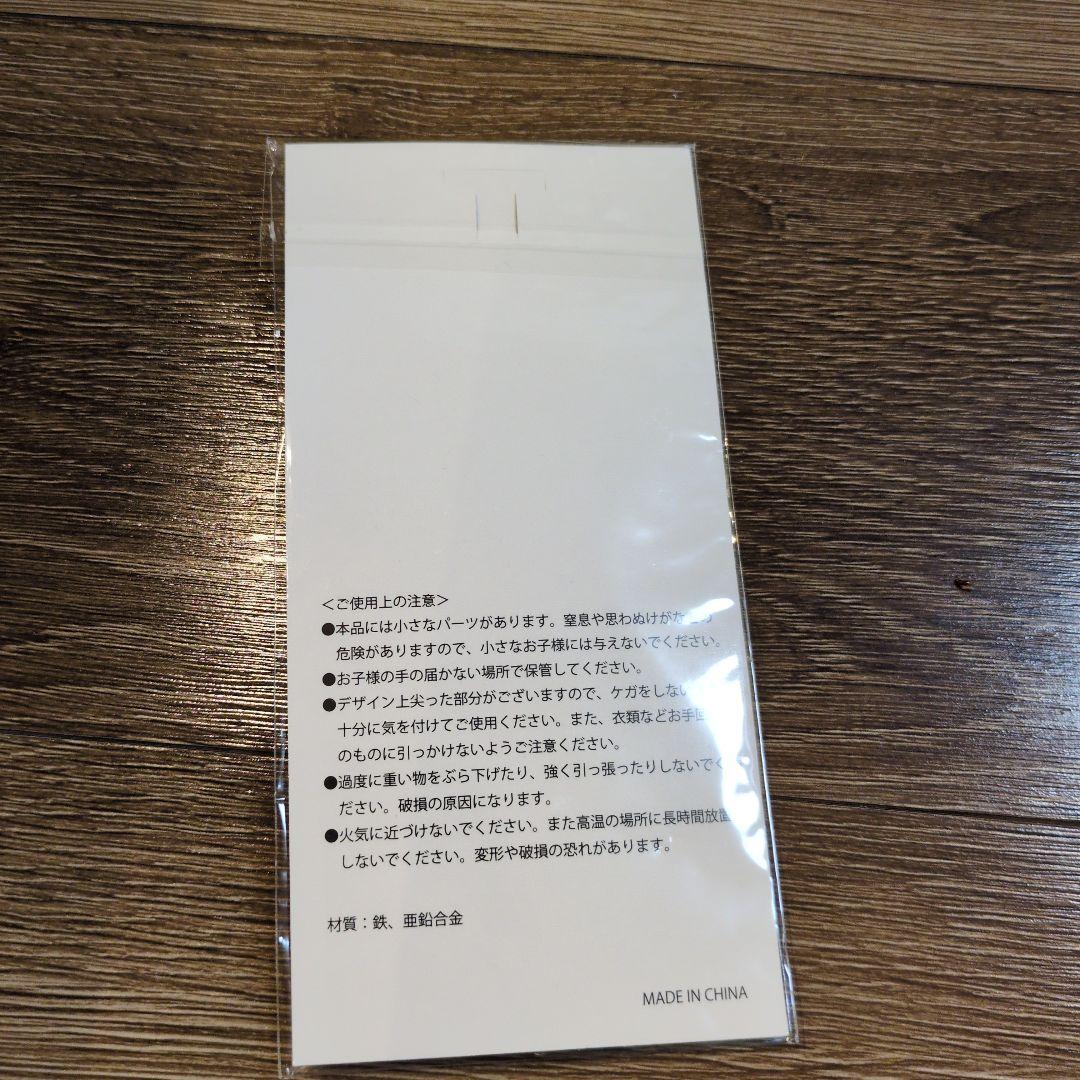 ＜ご使用上の注意＞
●本品には小さなパーツがあります。窒息や思わぬけがな
危険がありますので、小さなお子様には与えないでください。
●お子様の手の届かない場所で保管してください。
●デザイン上尖った部分がございますので、ケガをしない
十分に気を付けてご使用ください。また、衣類などお手
のものに引っかけないようご注意ください。
●過度に重い物をぶら下げたり、強く引っ張ったりしないでく
ださい。破損の原因になります。
●火気に近づけないでください。また高温の場所に長時間放置
しないでください。変形や破損の恐れがあります。
材質：鉄、亜鉛合金
MADE IN CHINA